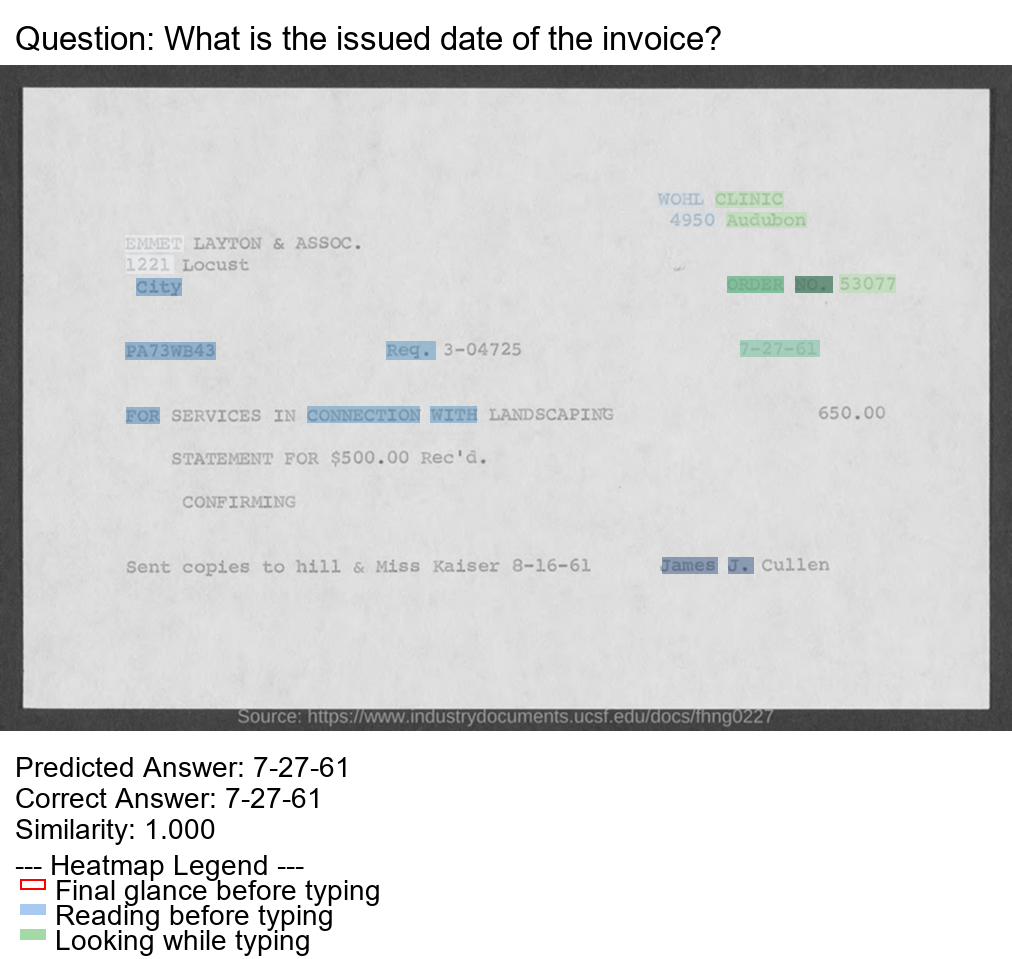 Question: What is the issued date of the invoice?
WOHL CLINIC
4950 Audubon
EMMET LAYTON & ASSOC.
1221 Locust
City
ORDER NO. 53077
PA73WB43 Req. 3-04725 7-27-61
FOR SERVICES IN CONNECTION WITH LANDSCAPING 650.00
STATEMENT FOR $500.00 Rec'd.
CONFIRMING
Sent copies to hill & Miss Kaiser 8-16-61 James J. Cullen
Source: https://www.industrydocuments.ucsf.edu/docs/fhng0227
Predicted Answer: 7-27-61
Correct Answer: 7-27-61
Similarity: 1.000
--- Heatmap Legend ---
Final glance before typing
Reading before typing
Looking while typing